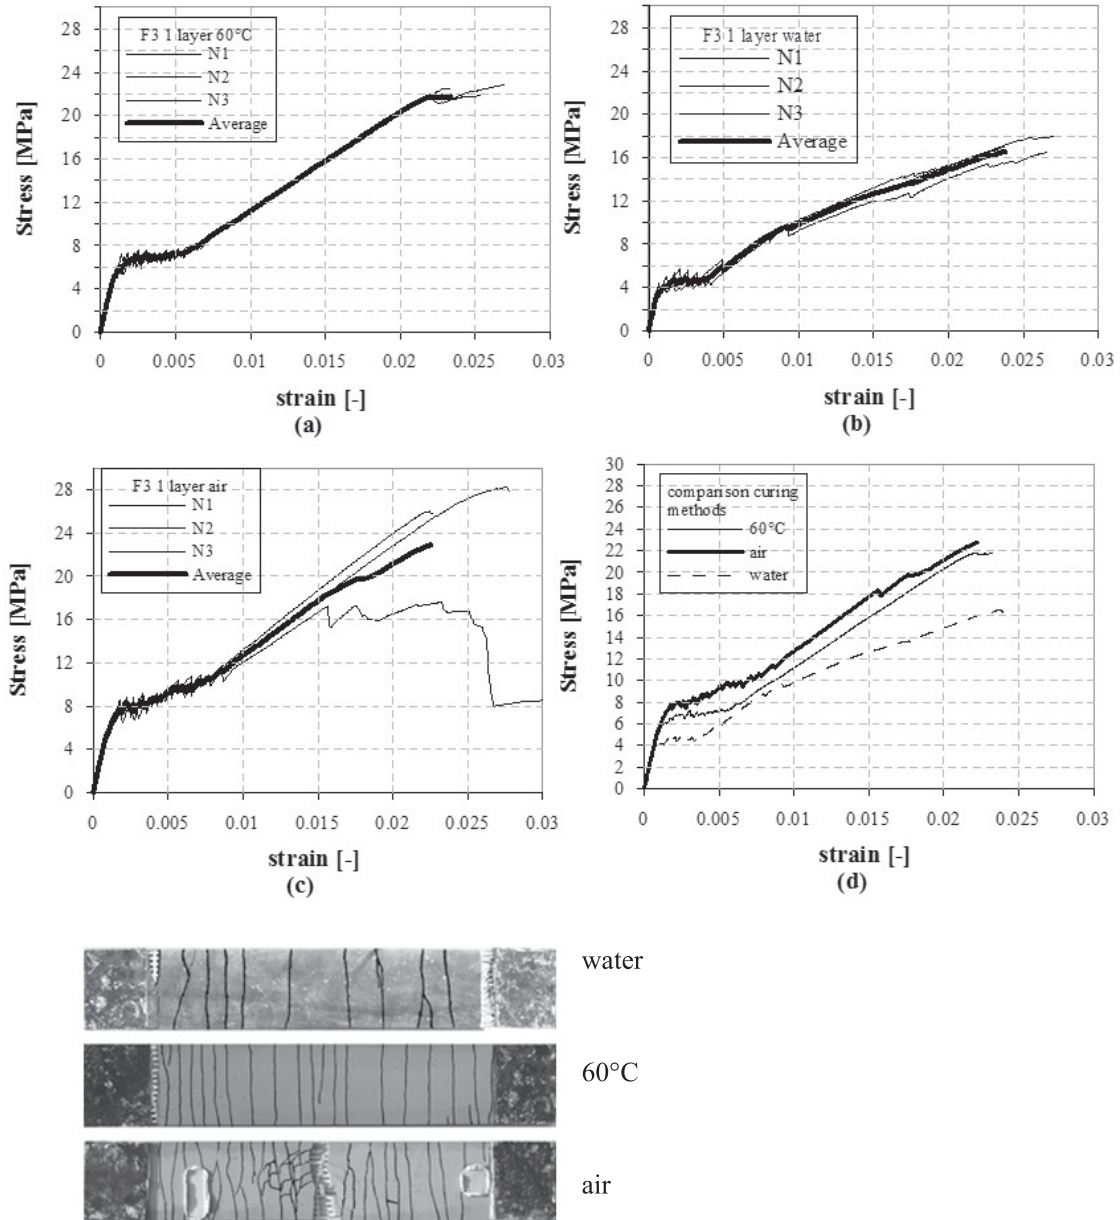 F3 1 layer 60°C
N1
N2
N3
Average
Stress [MPa]
28
24
20
16
12
8
4
0
0
0.005
0.01
0.015
0.02
0.025
0.03
strain [-]
(a)
F3 1 layer water
N1
N2
N3
Average
Stress [MPa]
28
24
20
16
12
8
4
0
0
0.005
0.01
0.015
0.02
0.025
0.03
strain [-]
(b)
F3 1 layer air
N1
N2
N3
Average
Stress [MPa]
28
24
20
16
12
8
4
0
0
0.005
0.01
0.015
0.02
0.025
0.03
strain [-]
(c)
comparison curing
methods
60°C
air
water
Stress [MPa]
30
28
26
24
22
20
18
16
14
12
10
8
6
4
2
0
0
0.005
0.01
0.015
0.02
0.025
0.03
strain [-]
(d)
water
60°C
air